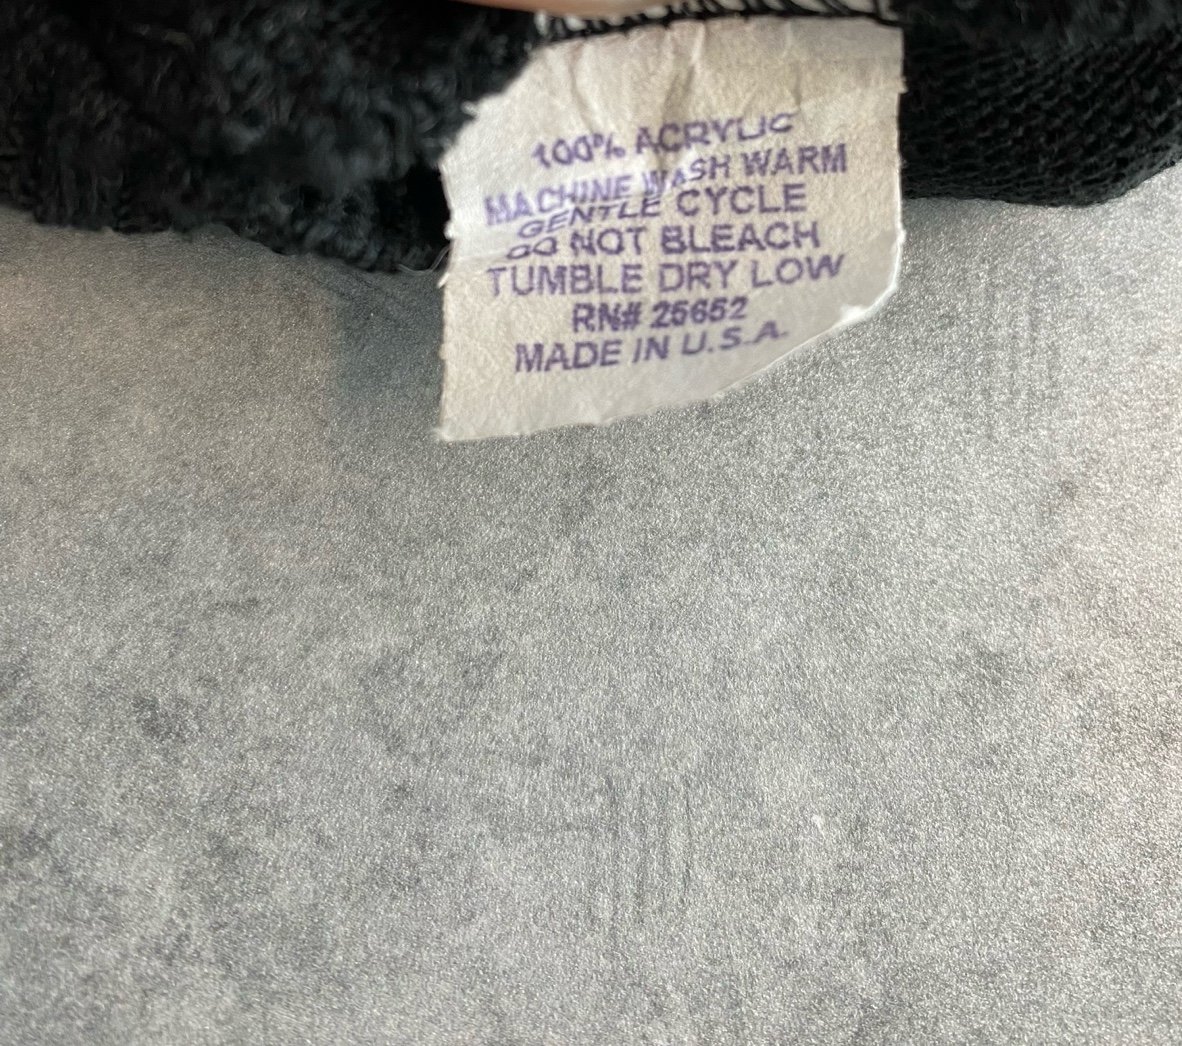 100% ACRYLIC
MACHINE WASH WARM
GENTLE CYCLE
DO NOT BLEACH
TUMBLE DRY LOW
RN# 25652
MADE IN U.S.A.